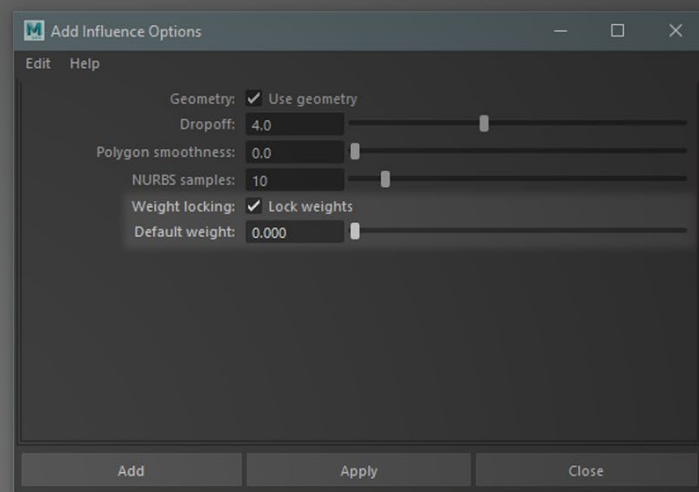 M Add Influence Options
Edit Help
Geometry: Use geometry
Dropoff: 4.0
Polygon smoothness: 0.0
NURBS samples: 10
Weight locking: Lock weights
Default weight: 0.000
Add Apply Close